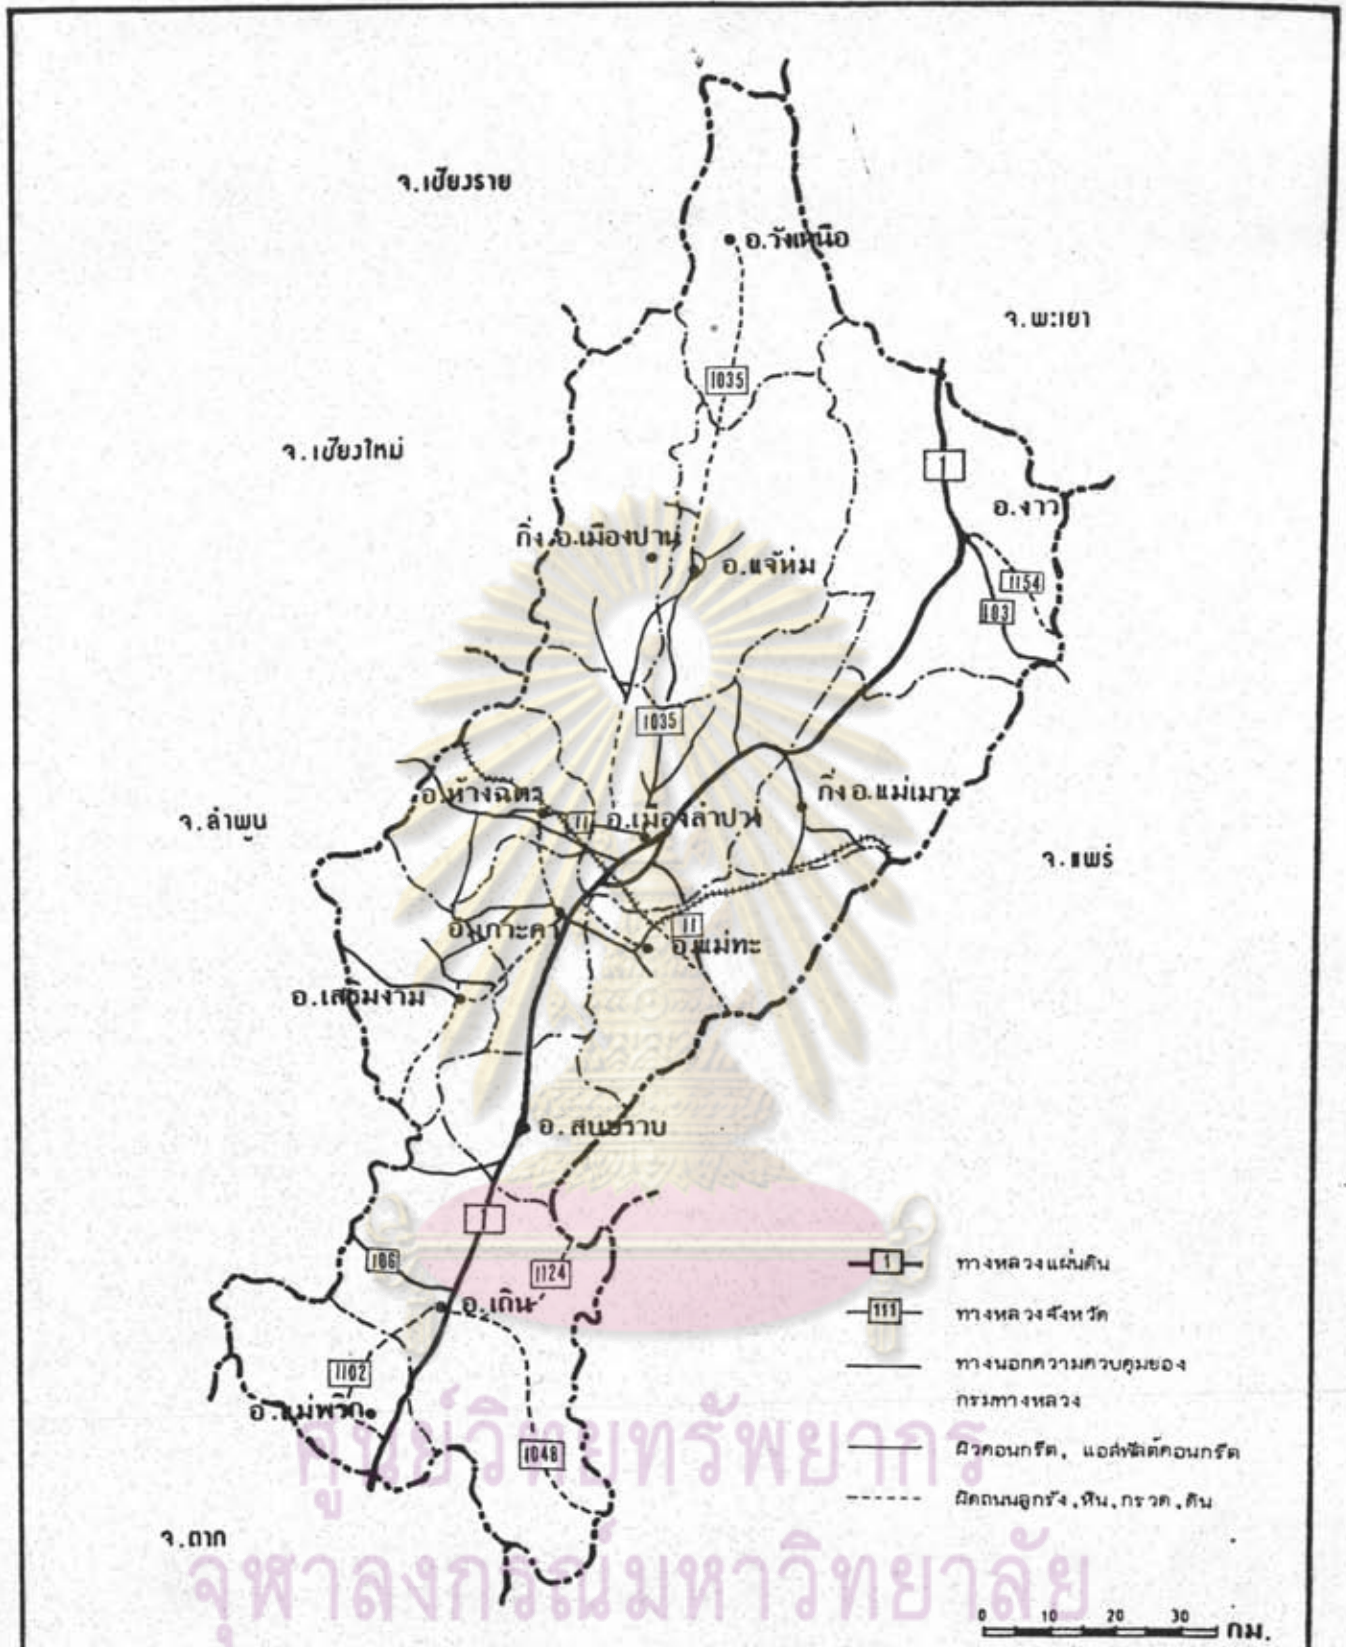 จ.เชียงราย
อ.วังเหนือ
จ.พะเยา
1035
จ.เชียงใหม่
1
อ.งาว
กิ่ง อ.เมืองปาน
อ.แจ้ห่ม
1154
103
1035
อ.ห้างฉัตร
กิ่ง อ.แม่เมาะ
จ.ลำพูน
11
อ.เมืองลำปาง
จ.แพร่
อ.เกาะคา
11
อ.แม่ทะ
อ.เสริมงาม
อ.สบปราบ
1
106
1124
อ.เถิน
1102
อ.แม่พริก
1048
จ.ตาก
1 ทางหลวงแผ่นดิน
111 ทางหลวงจังหวัด
ทางนอกความควบคุมของ
กรมทางหลวง
ผิวคอนกรีต, แอสฟัลต์คอนกรีต
ผิดถนนลูกรัง, หิน, กรวด, ดิน
ศูนย์วิทยทรัพยากร
จุฬาลงกรณ์มหาวิทยาลัย
0 10 20 30 กม.